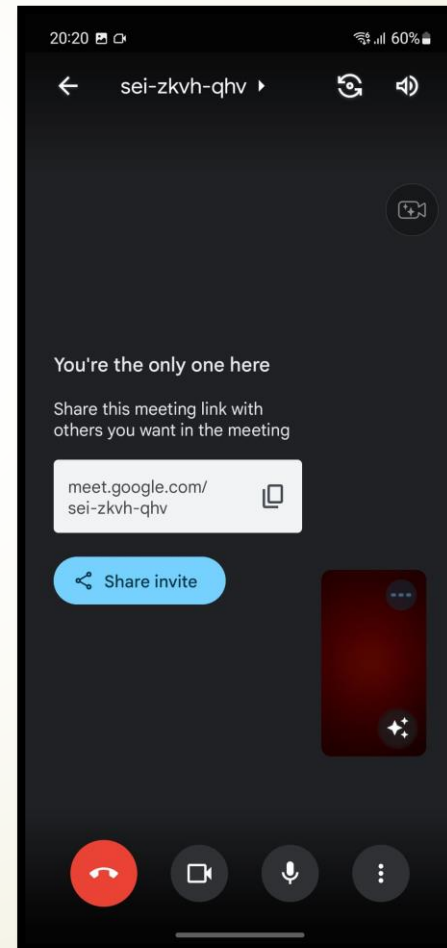 20:20 60%
sei-zkvh-qhv
You're the only one here
Share this meeting link with
others you want in the meeting
meet.google.com/
sei-zkvh-qhv
Share invite